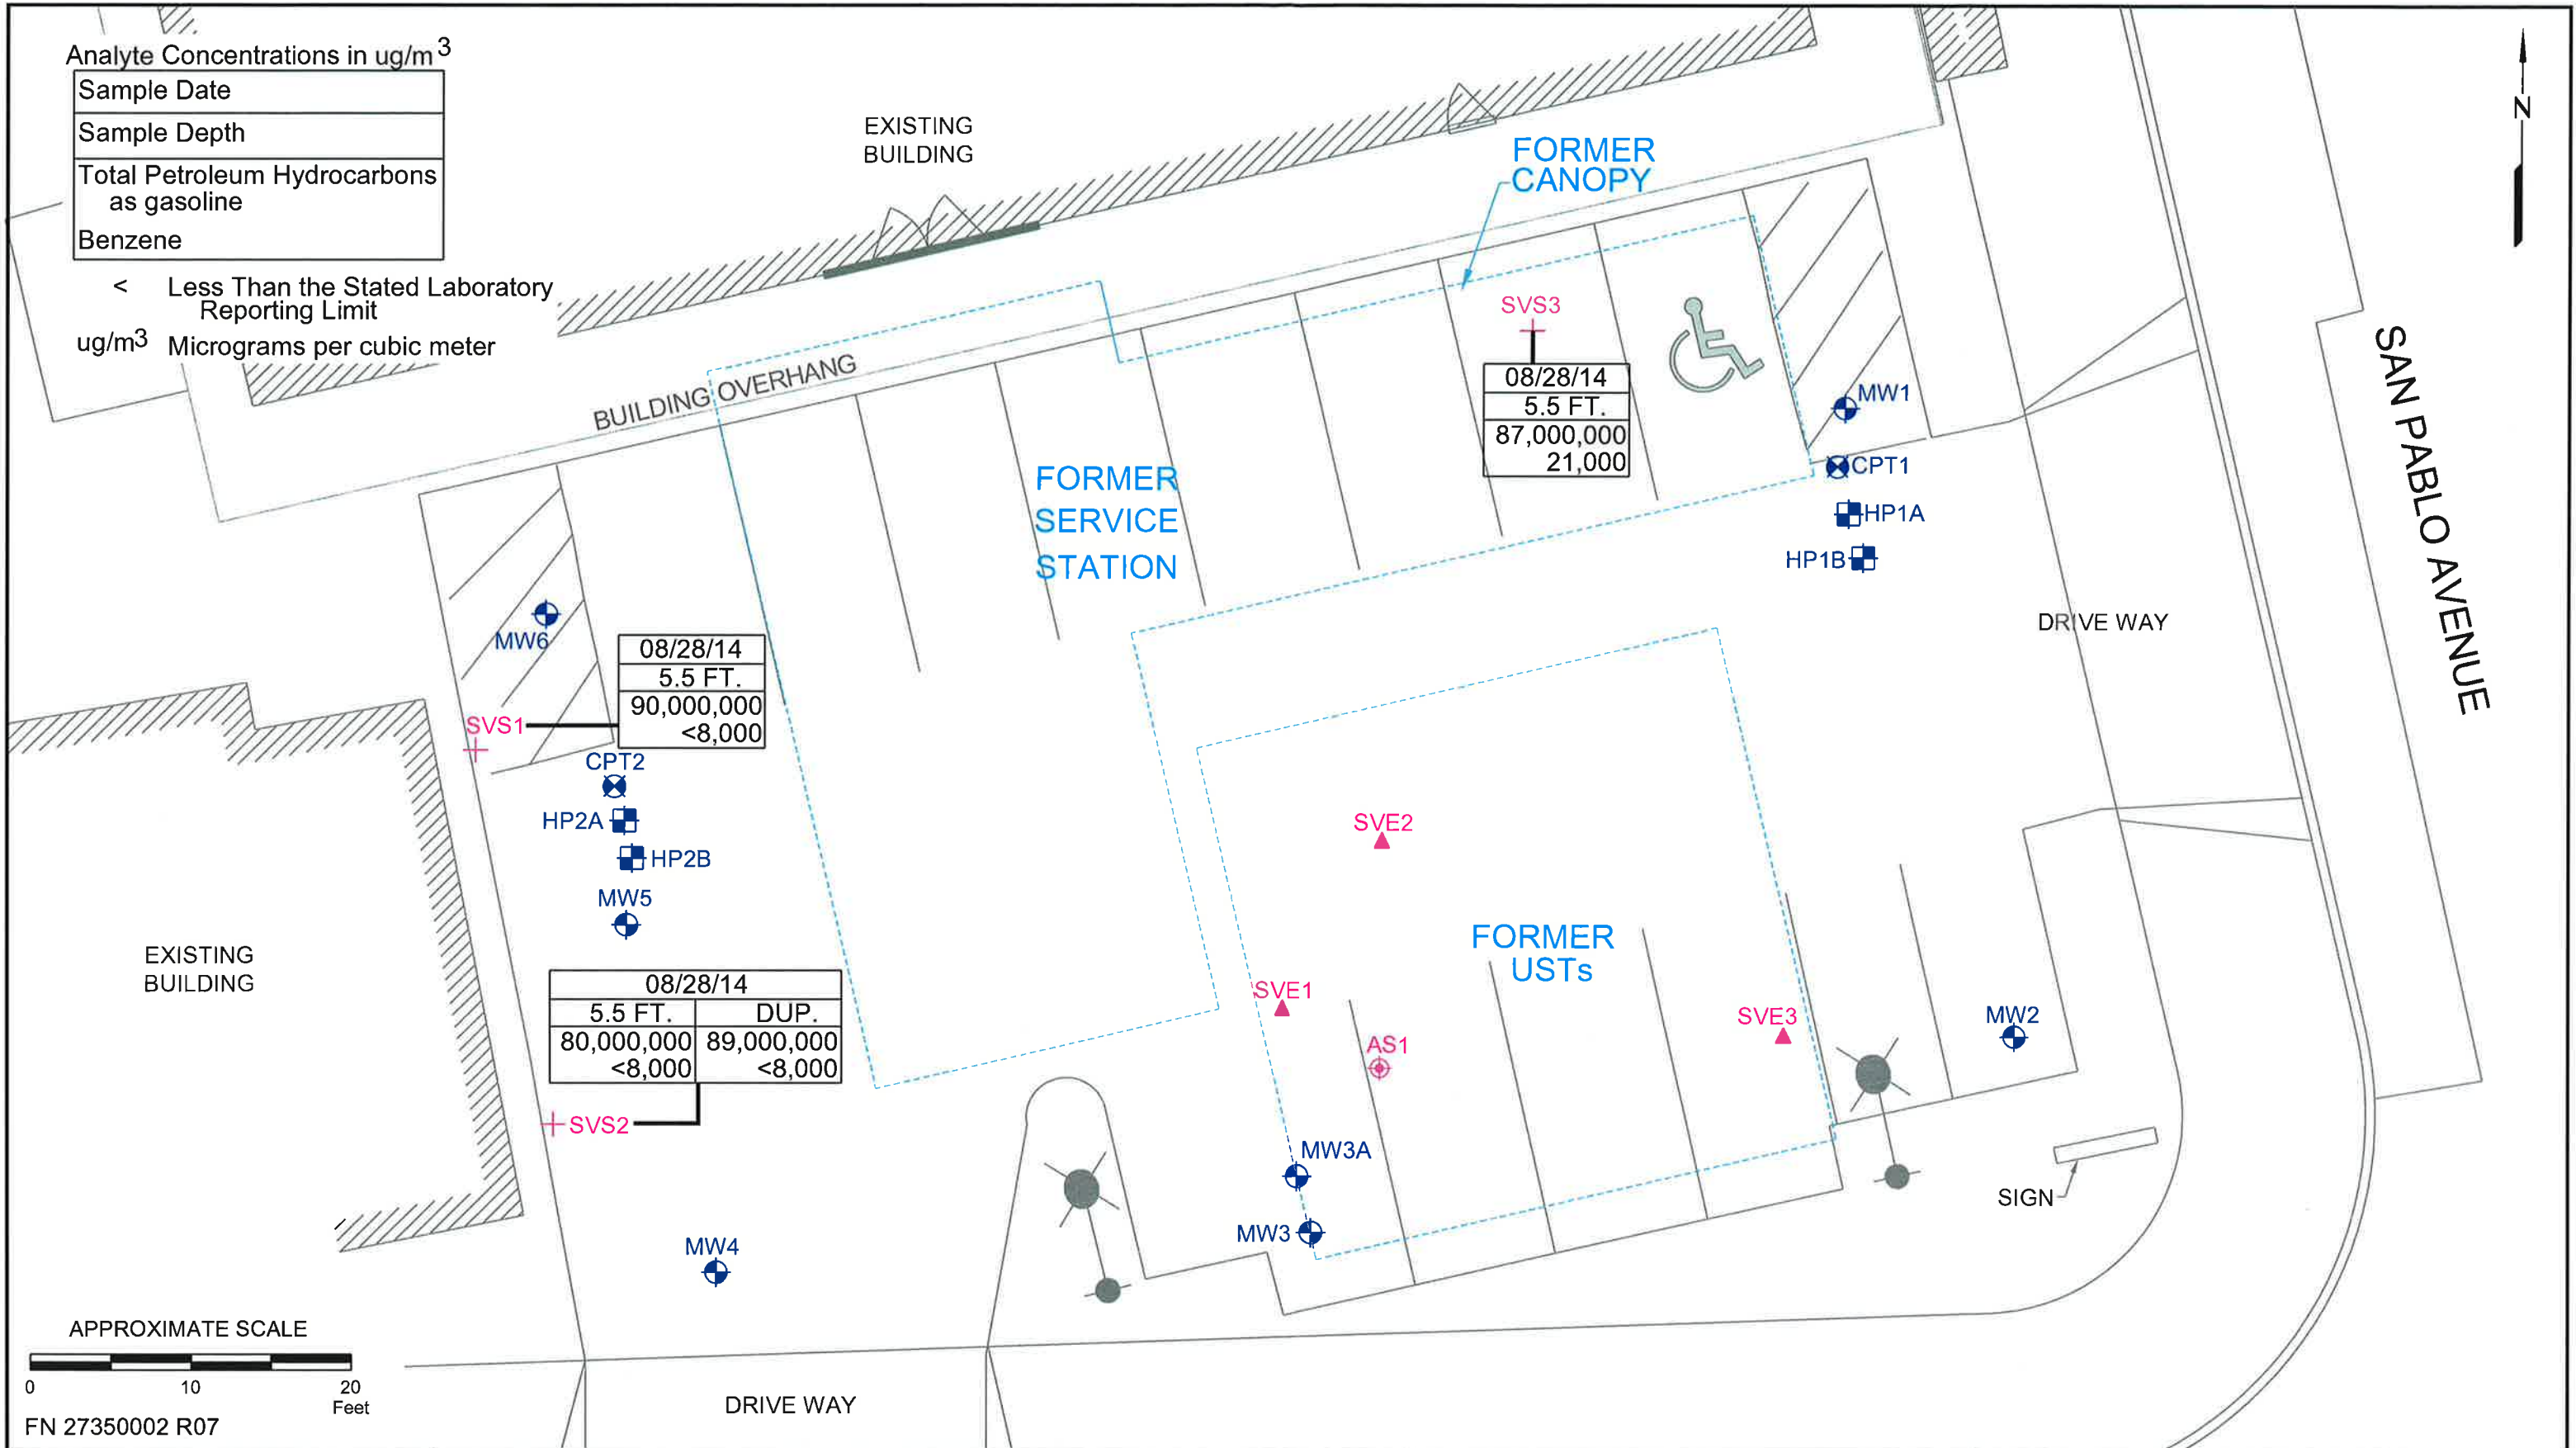 Analyte Concentrations in ug/m3
Sample Date
Sample Depth
Total Petroleum Hydrocarbons
as gasoline
Benzene
< Less Than the Stated Laboratory
Reporting Limit
ug/m3 Micrograms per cubic meter
EXISTING
BUILDING
FORMER
CANOPY
N
BUILDING OVERHANG
SVS3
08/28/14
5.5 FT.
87,000,000
21,000
MW1
CPT1
HP1A
HP1B
SAN PABLO AVENUE
FORMER
SERVICE
STATION
DRIVE WAY
MW6
08/28/14
5.5 FT.
90,000,000
<8,000
SVS1
CPT2
HP2A
HP2B
MW5
EXISTING
BUILDING
08/28/14
5.5 FT. DUP.
80,000,000 89,000,000
<8,000 <8,000
SVS2
SVE2
FORMER
USTs
SVE1
SVE3
AS1
MW2
MW3A
MW3
MW4
SIGN
APPROXIMATE SCALE
0 10 20
Feet
FN 27350002 R07
DRIVE WAY